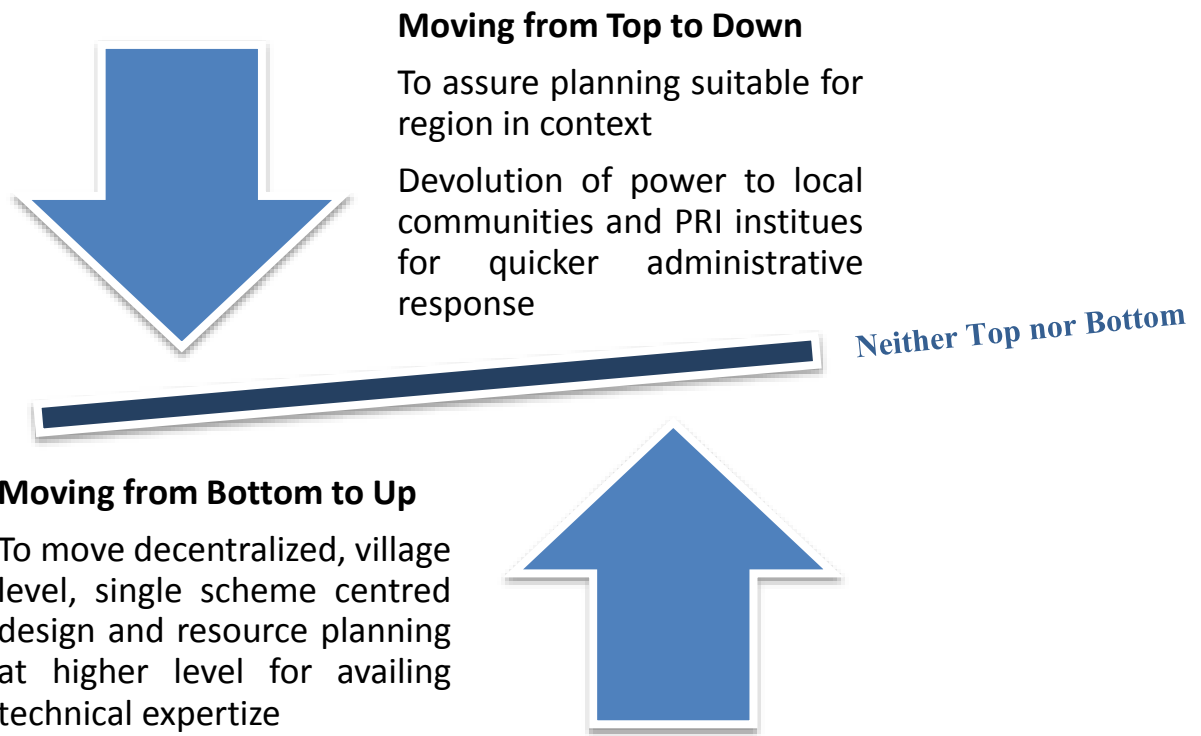 Moving from Top to Down
To assure planning suitable for
region in context
Devolution of power to local
communities and PRI institues
for quicker administrative
response
Neither Top nor Bottom
Moving from Bottom to Up
To move decentralized, village
level, single scheme centred
design and resource planning
at higher level for availing
technical expertize